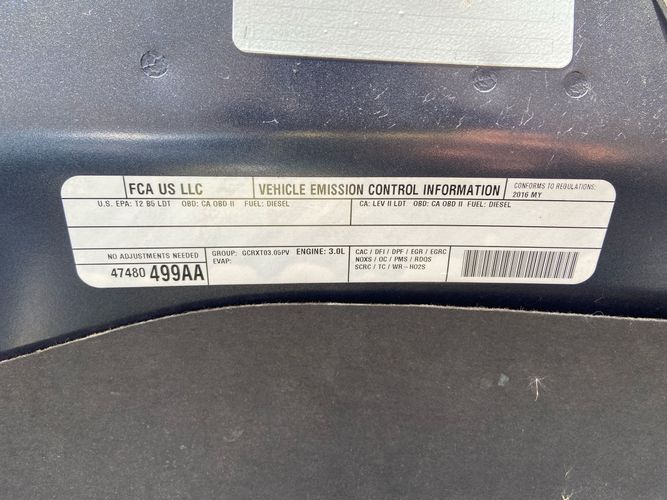 FCA US LLC
VEHICLE EMISSION CONTROL INFORMATION
CONFORMS TO REGULATIONS:
2016 MY
U.S. EPA: T2 B5 LDT OBD: CA OBD II FUEL: DIESEL
CA: LEV II LDT OBD: CA OBD II FUEL: DIESEL
NO ADJUSTMENTS NEEDED
47480 499AA
GROUP: GCRXT03.05PV ENGINE: 3.0L
EVAP:
CAC / DFI / DPF / EGR / EGRC
NOXS / OC / PMS / RDQS
SCRC / TC / WR-HO2S